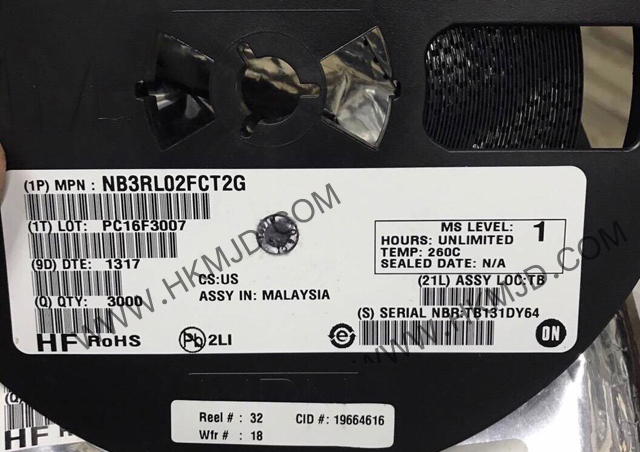 (1P) MPN : NB3RL02FCT2G
(1T) LOT: PC16F3007
(9D) DTE: 1317
(Q) QTY: 3000
CS:US
ASSY IN: MALAYSIA
MS LEVEL: 1
HOURS: UNLIMITED
TEMP: 260C
SEALED DATE: N/A
(21L) ASSY LOC:TB
(S) SERIAL NBR:TB131DY64
HF RoHS
Pb 2LI
e
ON
WWW.HKMJD.COM
WWW.HKMJD.COM
Reel # : 32 CID # : 19664616
Wfr # : 18
HF